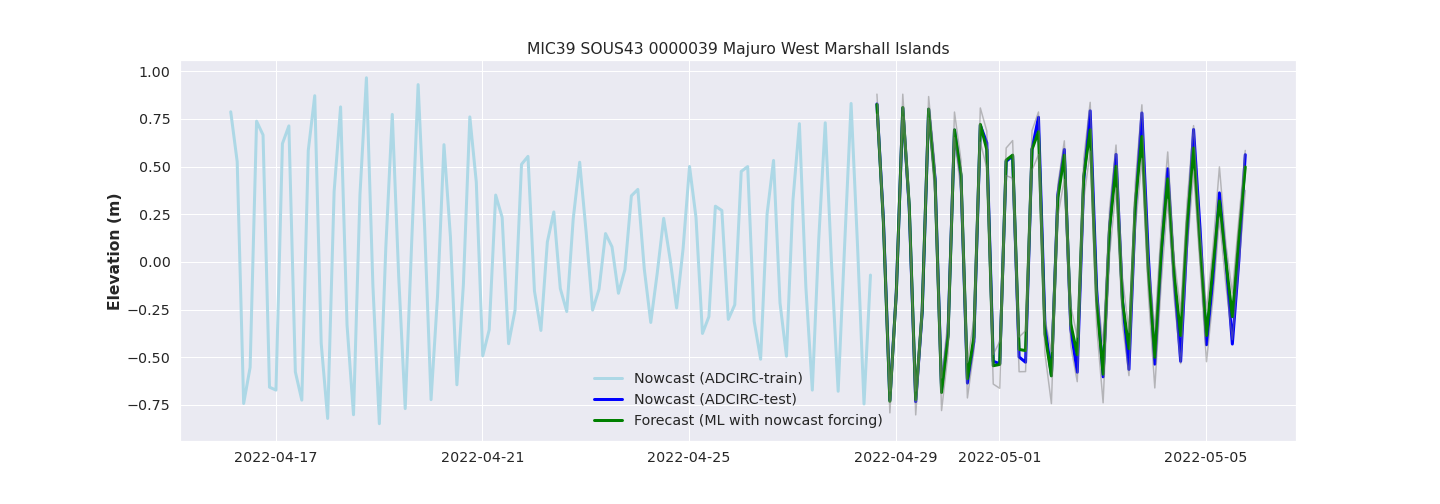 MIC39 SOUS43 0000039 Majuro West Marshall Islands
Elevation (m)
1.00
0.75
0.50
0.25
0.00
−0.25
−0.50
−0.75
Nowcast (ADCIRC-train)
Nowcast (ADCIRC-test)
Forecast (ML with nowcast forcing)
2022-04-17
2022-04-21
2022-04-25
2022-04-29
2022-05-01
2022-05-05